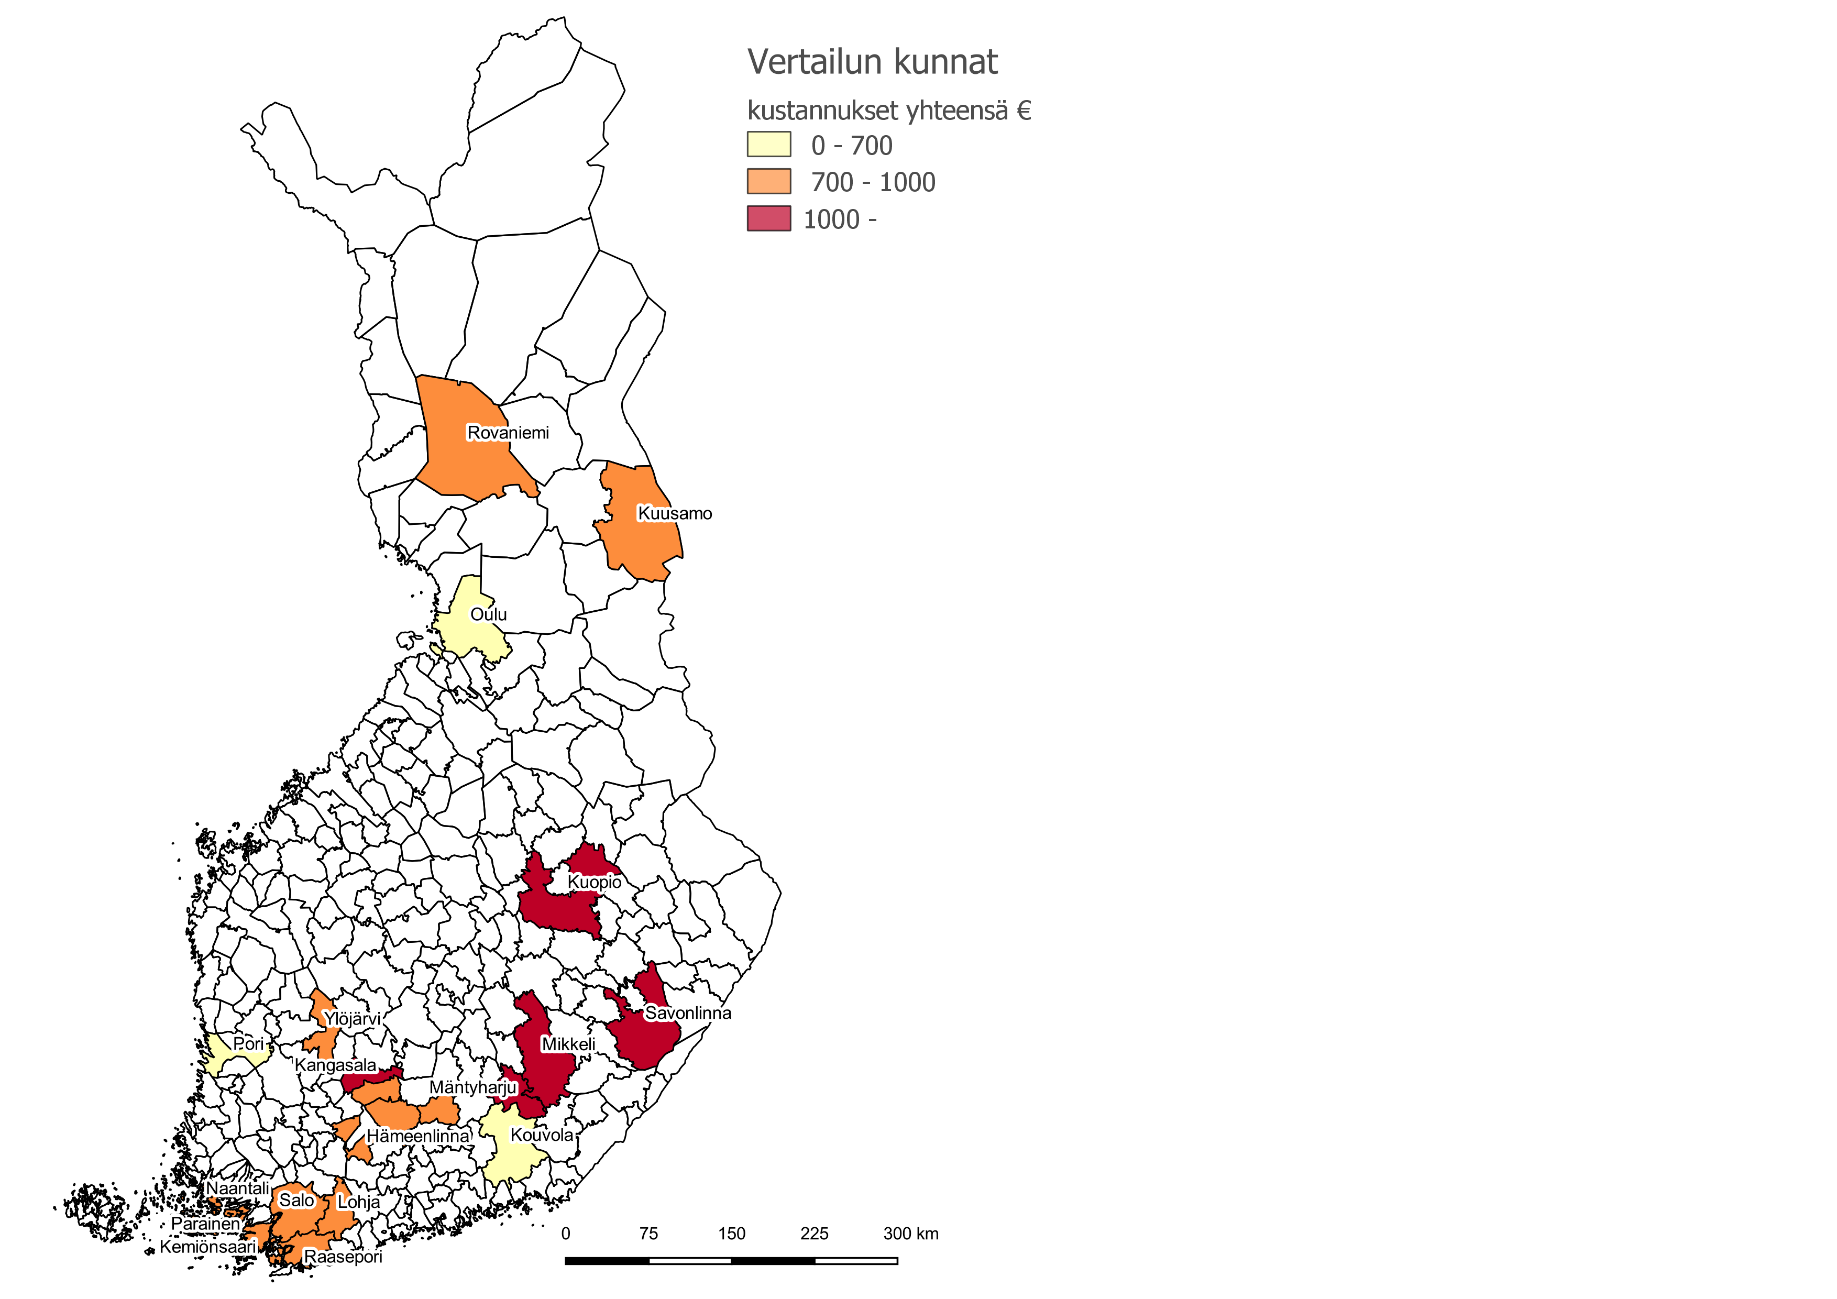 Vertailun kunnat
kustannukset yhteensä €
0 - 700
700 - 1000
1000 -
Rovaniemi
Kuusamo
Oulu
Kuopio
Savonlinna
Ylöjärvi
Pori
Mikkeli
Kangasala
Mäntyharju
Hämeenlinna
Kouvola
Naantali
Salo
Lohja
Parainen
Kemiönsaari
Raasepori
0 75 150 225 300 km